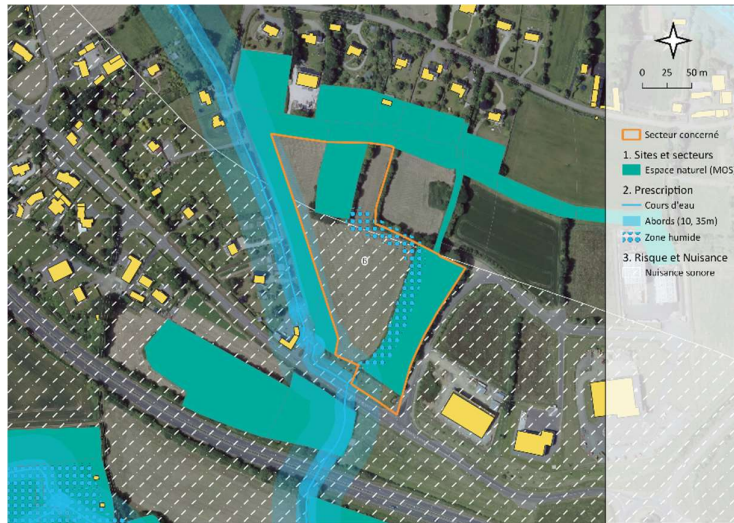 0 25 50 m
Secteur concerné
1. Sites et secteurs
Espace naturel (MOS
2. Prescription
Cours d'eau
Abords (10, 35m)
Zone humide
3. Risque et Nuisance
Nuisance sonore